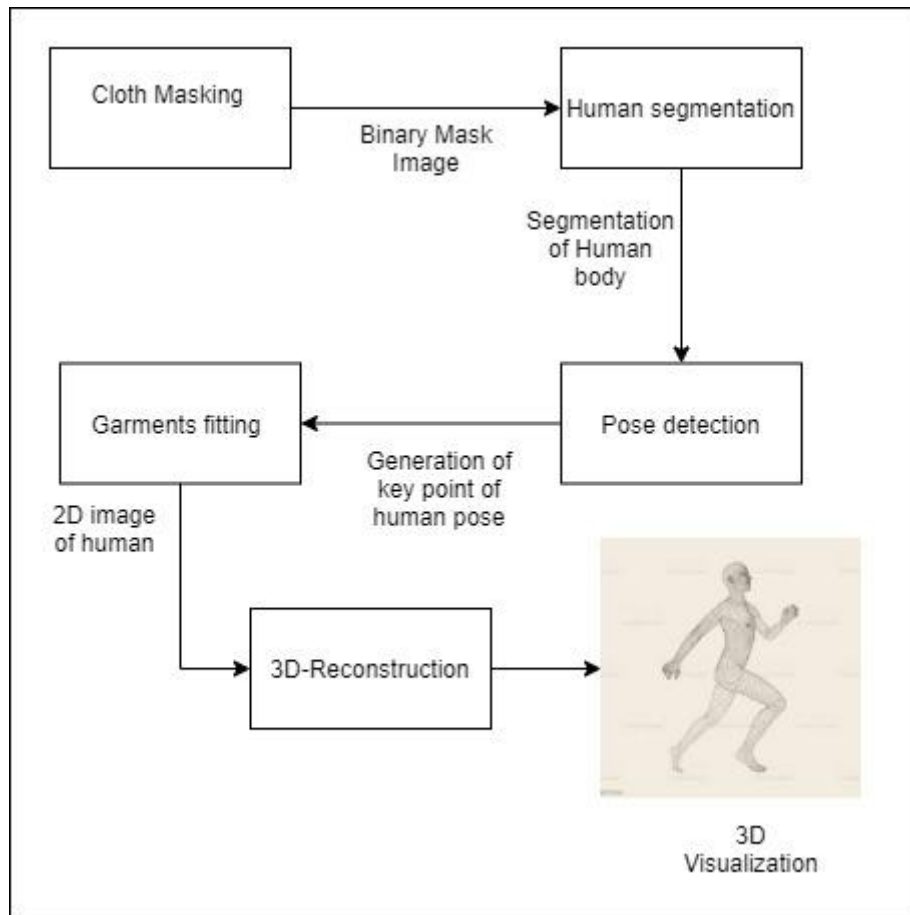 Cloth Masking
Binary Mask
Image
Human segmentation
Segmentation
of Human
body
Pose detection
Generation of
key point of
human pose
Garments fitting
2D image
of human
3D-Reconstruction
3D
Visualization